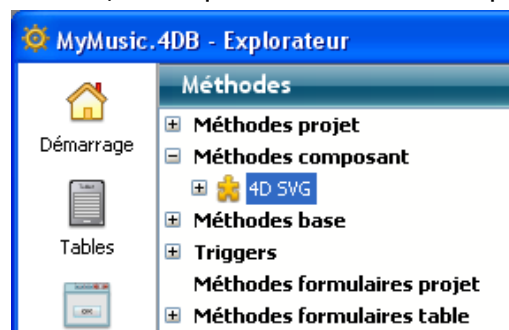 MyMusic.4DB - Explorateur
Démarrage
Tables
OK
Méthodes
Méthodes projet
Méthodes composant
4D SVG
Méthodes base
Triggers
Méthodes formulaires projet
Méthodes formulaires table